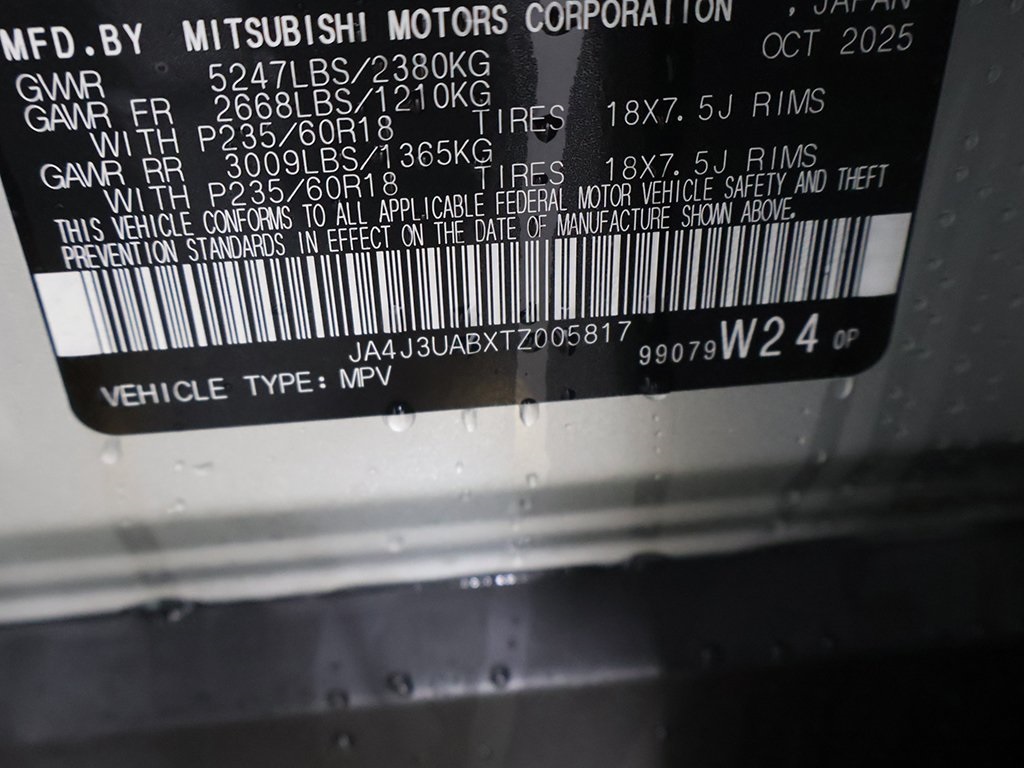 MFD.BY MITSUBISHI MOTORS CORPORATION , JAPAN
OCT 2025
GVWR 5247LBS/2380KG
GAWR FR 2668LBS/1210KG
WITH P235/60R18 TIRES 18X7.5J RIMS
GAWR RR 3009LBS/1365KG
WITH P235/60R18 TIRES 18X7.5J RIMS
THIS VEHICLE CONFORMS TO ALL APPLICABLE FEDERAL MOTOR VEHICLE SAFETY AND THEFT
PREVENTION STANDARDS IN EFFECT ON THE DATE OF MANUFACTURE SHOWN ABOVE.
JA4J3UABXTZ005817
99079 W24 0P
VEHICLE TYPE: MPV